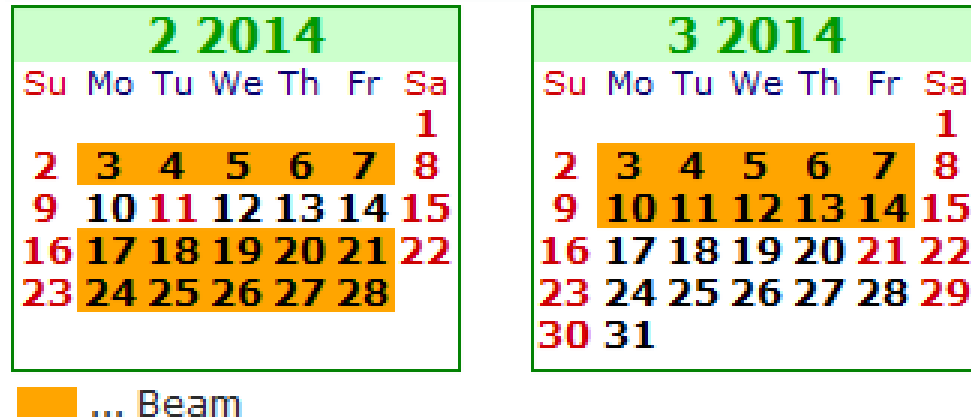 2 2014
Su Mo Tu We Th Fr Sa
1
2 3 4 5 6 7 8
9 10 11 12 13 14 15
16 17 18 19 20 21 22
23 24 25 26 27 28
3 2014
Su Mo Tu We Th Fr Sa
1
2 3 4 5 6 7 8
9 10 11 12 13 14 15
16 17 18 19 20 21 22
23 24 25 26 27 28 29
30 31
... Beam